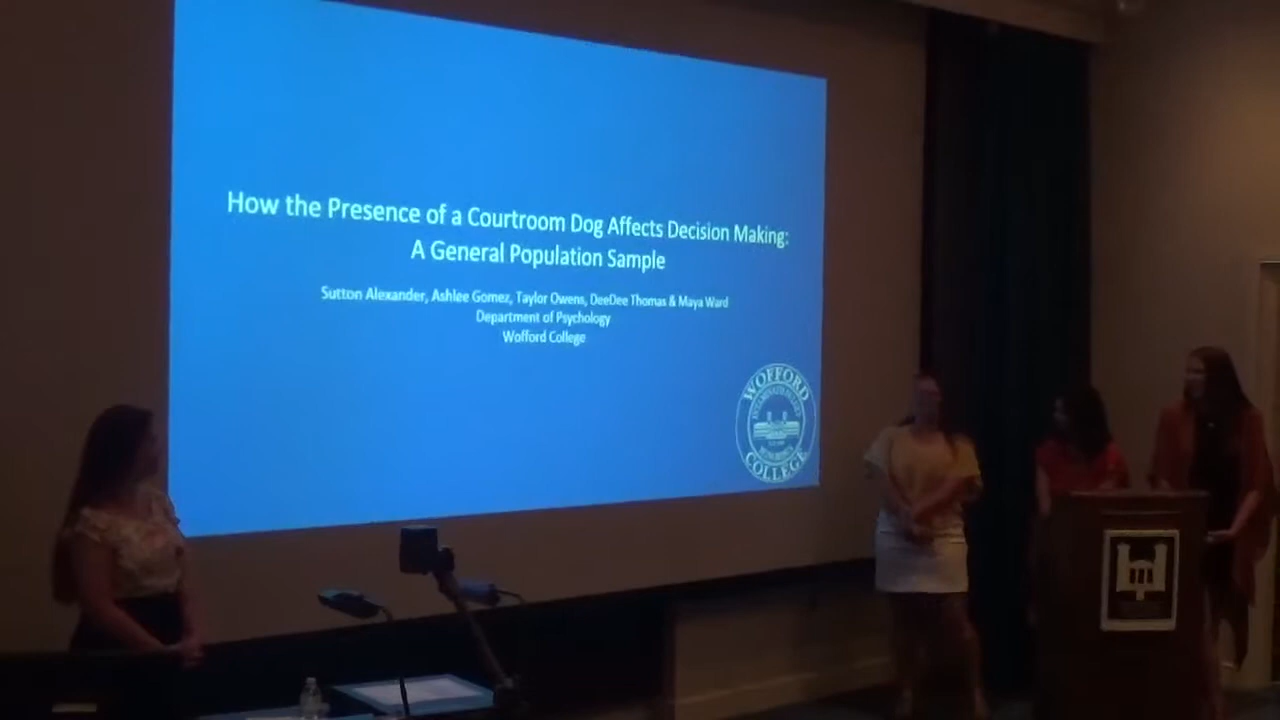 How the Presence of a Courtroom Dog Affects Decision Making:
A General Population Sample
Sutton Alexander, Ashlee Gomez, Taylor Owens, DeeDee Thomas & Maya Ward
Department of Psychology
Wofford College
WOFFORD
COLLEGE